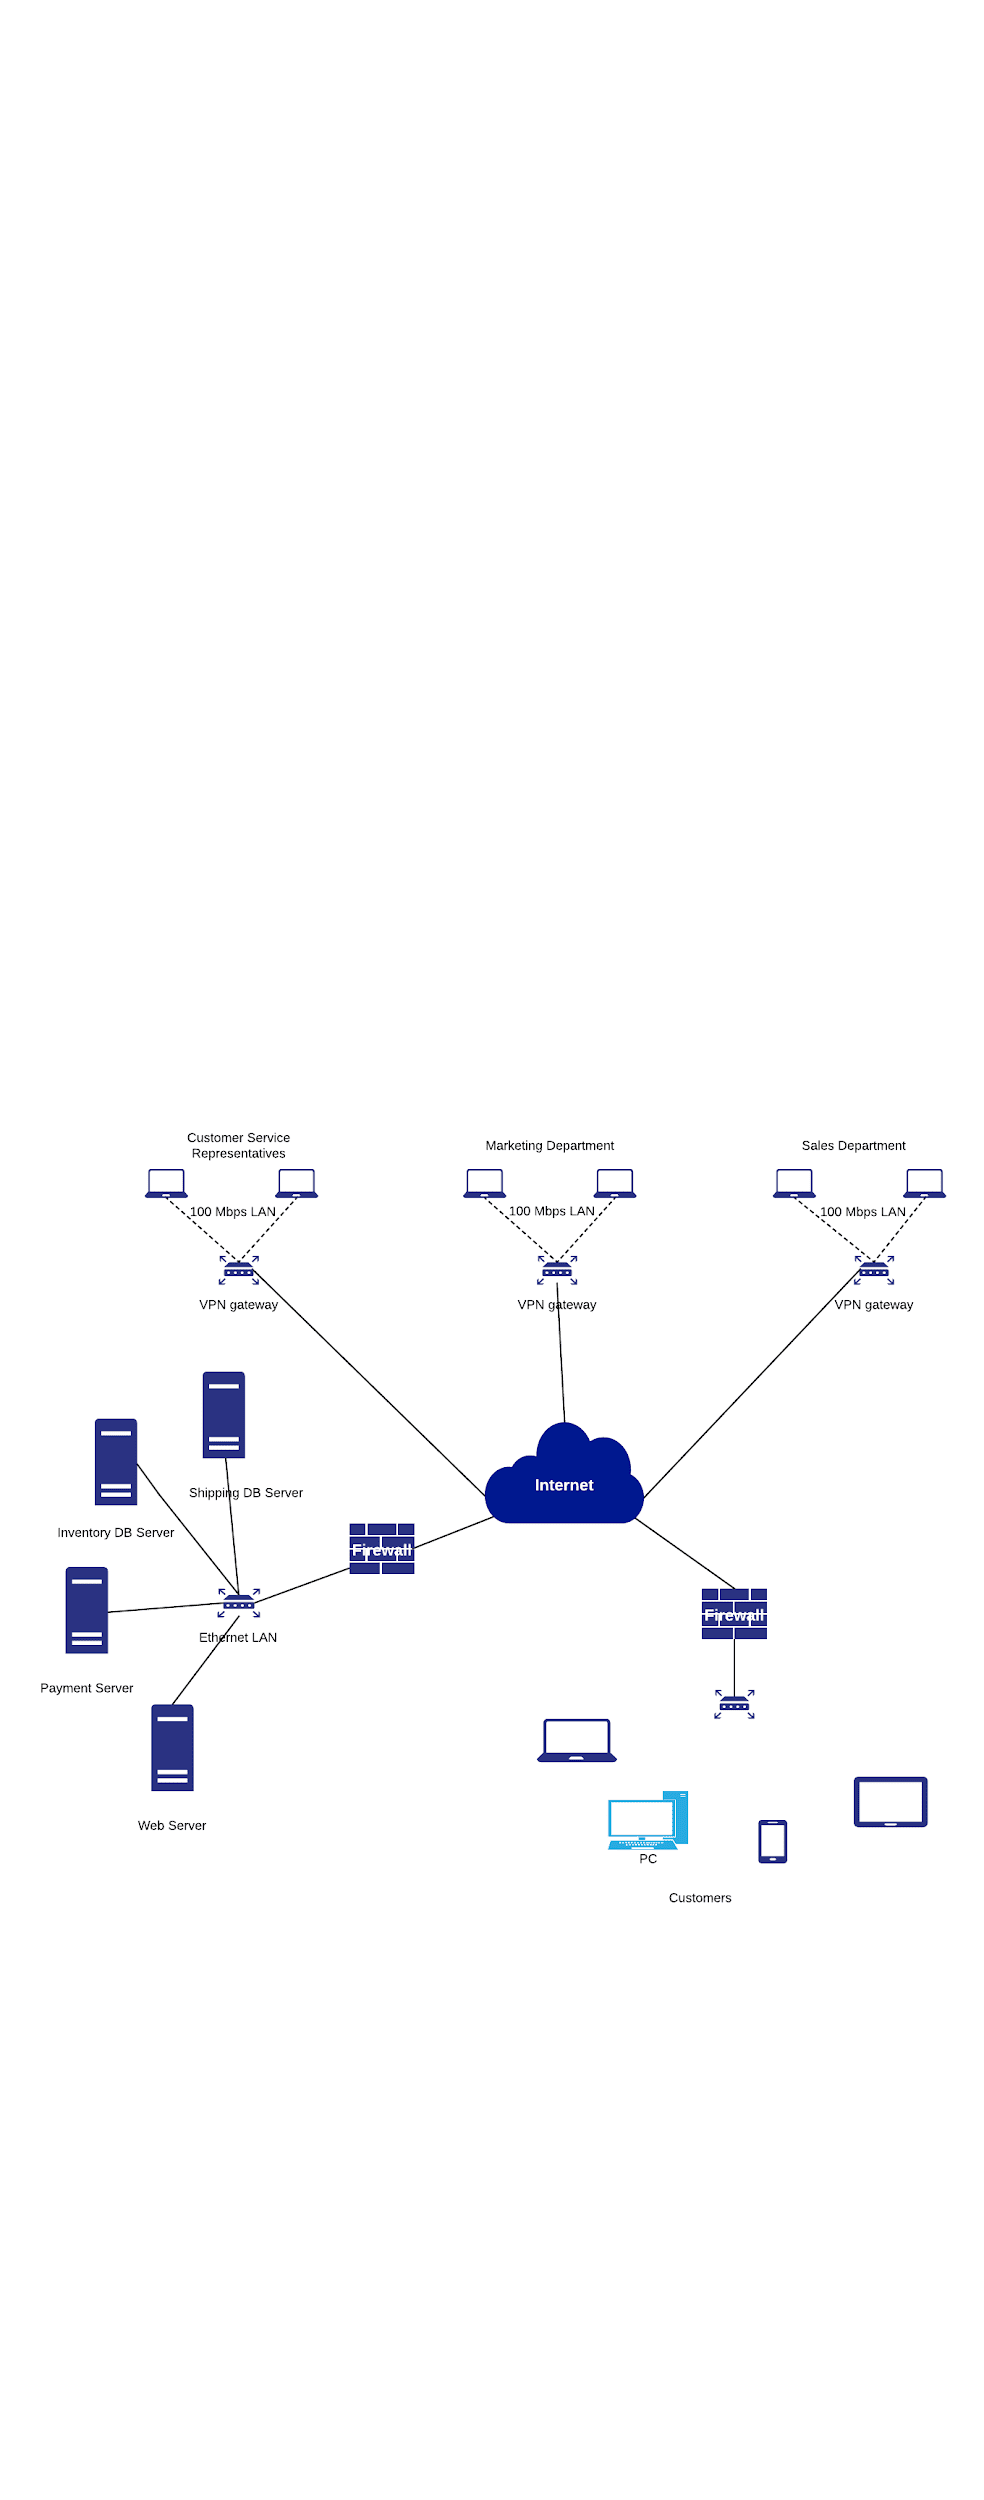 Customer Service
Representatives
Marketing Department
Sales Department
100 Mbps LAN
100 Mbps LAN
100 Mbps LAN
VPN gateway
VPN gateway
VPN gateway
Internet
Shipping DB Server
Inventory DB Server
Firewall
Firewall
Ethernet LAN
Payment Server
Web Server
PC
Customers